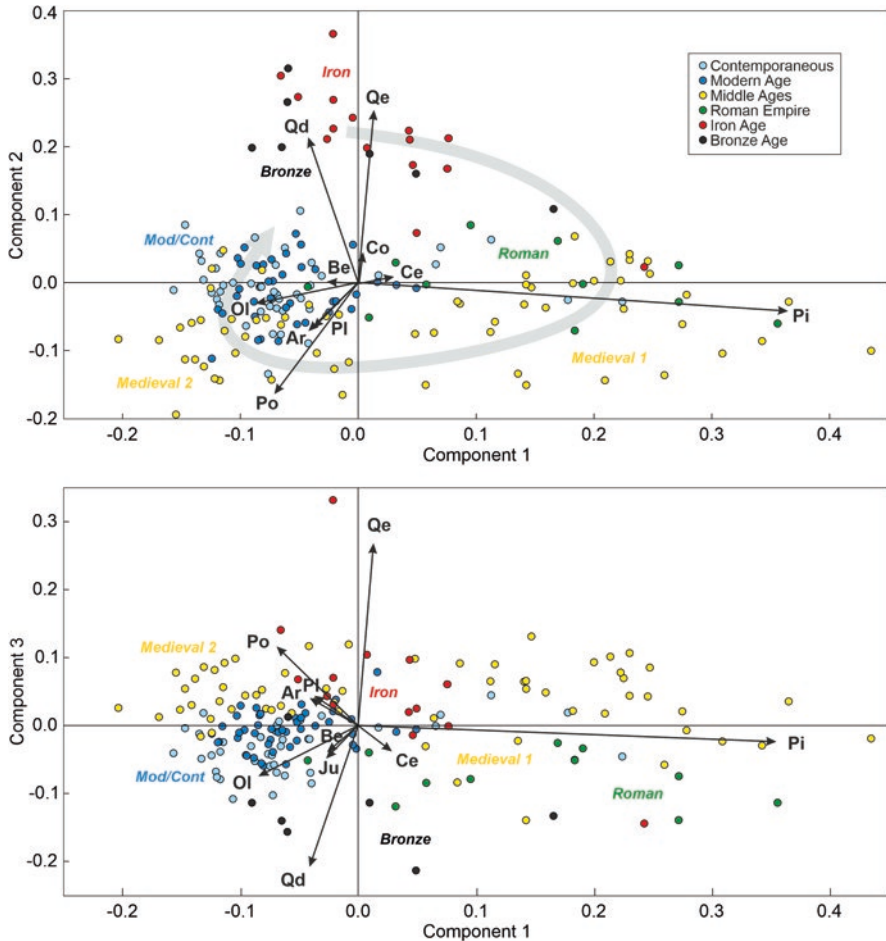 0.4
0.3
0.2
0.1
0.0
-0.1
-0.2
Component 2
Iron
Qe
Qd
Bronze
Mod/Cont
Roman
Co
Be
Ce
Ol
Pl
Ar
Pi
Medieval 1
Medieval 2
Po
Contemporaneous
Modern Age
Middle Ages
Roman Empire
Iron Age
Bronze Age
-0.2 -0.1 0.0 0.1 0.2 0.3 0.4
Component 1
0.3
0.2
0.1
0.0
-0.1
-0.2
Component 3
Qe
Medieval 2
Po
Pl
Ar
Iron
Be
Medieval 1
Pi
Mod/Cont
Ju
Ce
Ol
Roman
Bronze
Qd
-0.2 -0.1 0.0 0.1 0.2 0.3 0.4
Component 1